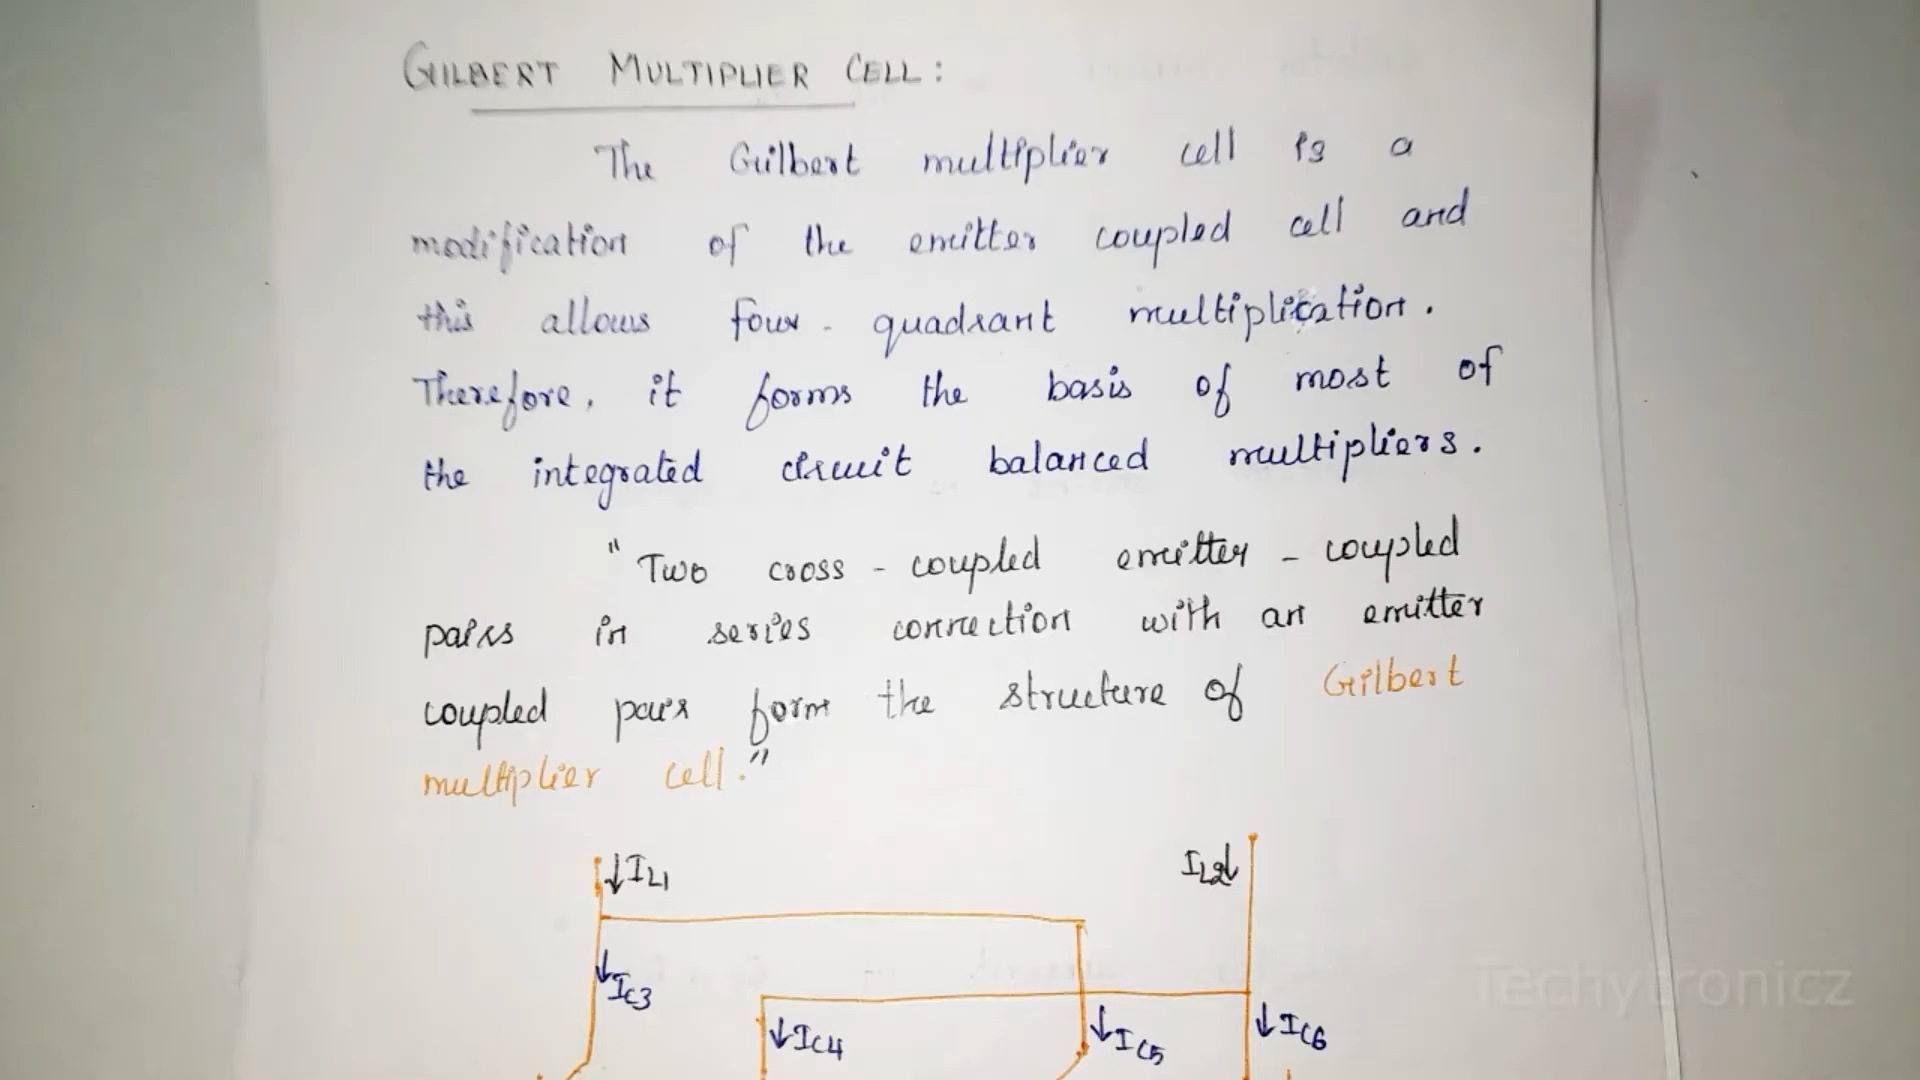 GILBERT MULTIPLIER CELL:
The Gilbert multiplier cell is a
modification of the emitter coupled cell and
this allows four - quadrant multiplication.
Therefore, it forms the basis of most of
the integrated circuit balanced multipliers.
"Two cross - coupled emitter - coupled
pairs in series connection with an emitter
coupled pair form the structure of Gilbert
multiplier cell."
↓IL1 IL2↓
↓IC3
↓IC4 ↓IC5 ↓IC6
Techytronicz